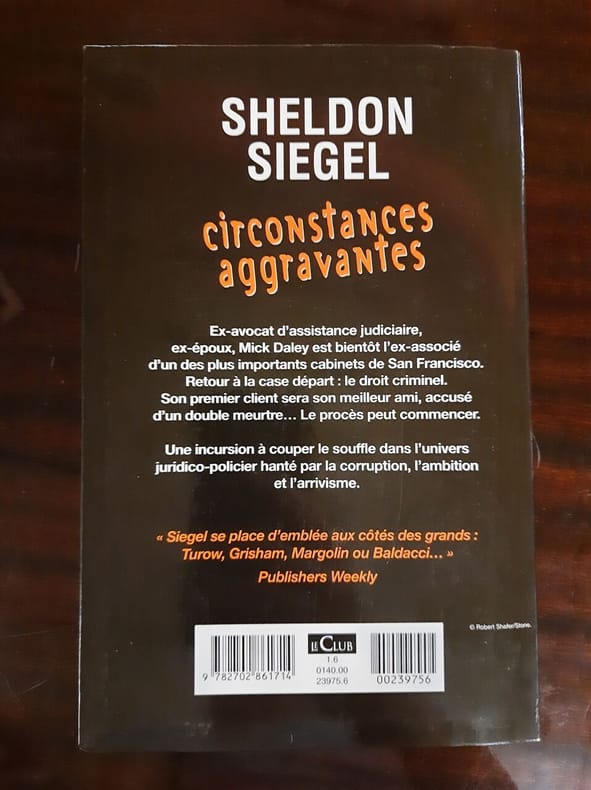 SHELDON
SIEGEL
circonstances
aggravantes
Ex-avocat d'assistance judiciaire,
ex-époux, Mick Daley est bientôt l'ex-associé
d'un des plus importants cabinets de San Francisco.
Retour à la case départ : le droit criminel.
Son premier client sera son meilleur ami, accusé
d'un double meurtre... Le procès peut commencer.
Une incursion à couper le souffle dans l'univers
juridico-policier hanté par la corruption, l'ambition
et l'arrivisme.
« Siegel se place d'emblée aux côtés des grands :
Turow, Grisham, Margolin ou Baldacci... »
Publishers Weekly
© Robert Shafer/Stone.
LE CLUB
1.6
0140.00
23975.6
9 782702 861714
00239756